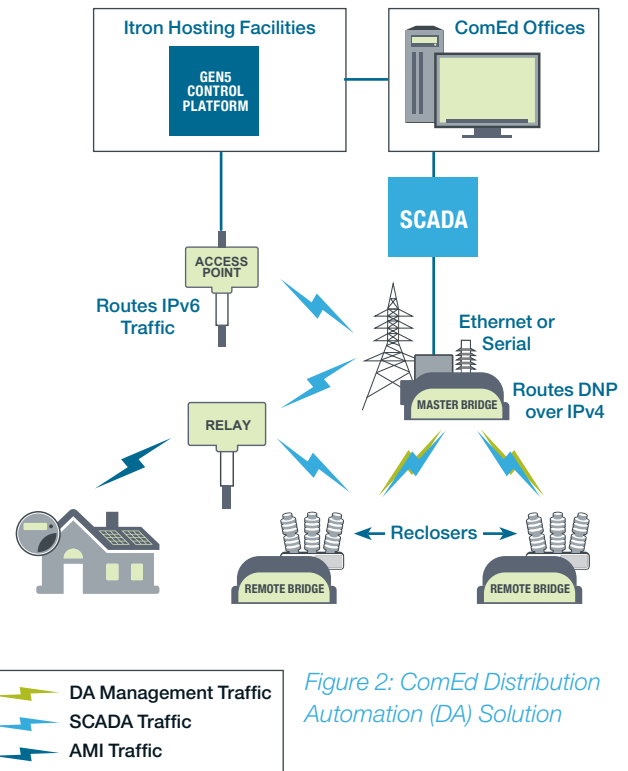 Itron Hosting Facilities
ComEd Offices
GEN5
CONTROL
PLATFORM
SCADA
ACCESS
POINT
Routes IPv6
Traffic
Ethernet or
Serial
MASTER BRIDGE
Routes DNP
over IPv4
RELAY
Reclosers
REMOTE BRIDGE
REMOTE BRIDGE
DA Management Traffic
SCADA Traffic
AMI Traffic
Figure 2: ComEd Distribution
Automation (DA) Solution